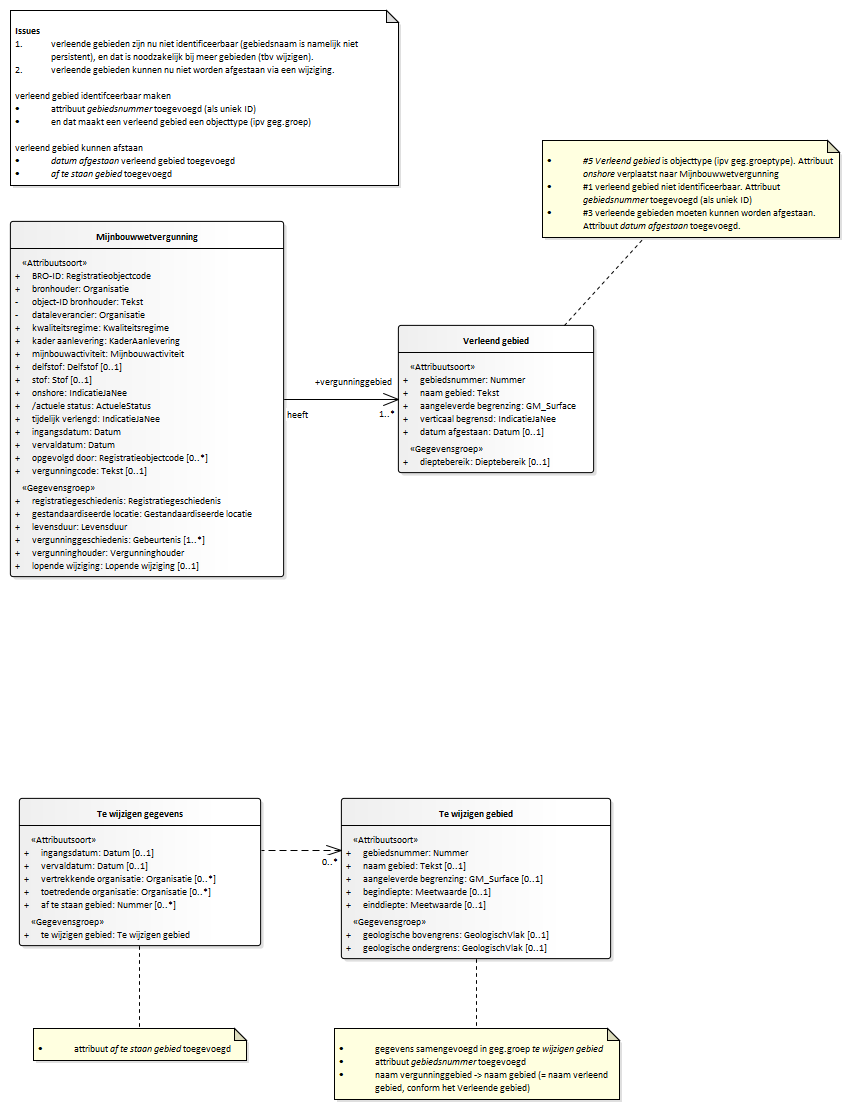 Issues
1. verleende gebieden zijn nu niet identificeerbaar (gebiedsnaam is namelijk niet
persistent), en dat is noodzakelijk bij meer gebieden (tbv wijzigen).
2. verleende gebieden kunnen nu niet worden afgestaan via een wijziging.
verleend gebied identifceerbaar maken
• attribuut gebiedsnummer toegevoegd (als uniek ID)
• en dat maakt een verleend gebied een objecttype (ipv geg.groep)
verleend gebied kunnen afstaan
• datum afgestaan verleend gebied toegevoegd
• af te staan gebied toegevoegd
• #5 Verleend gebied is objecttype (ipv geg.groeptype). Attribuut
onshore verplaatst naar Mijnbouwwetvergunning
• #1 verleend gebied niet identificeerbaar. Attribuut
gebiedsnummer toegevoegd (als uniek ID)
• #3 verleende gebieden moeten kunnen worden afgestaan.
Attribuut datum afgestaan toegevoegd.
Mijnbouwwetvergunning
«Attribuutsoort»
+ BRO-ID: Registratieobjectcode
+ bronhouder: Organisatie
- object-ID bronhouder: Tekst
- dataleverancier: Organisatie
+ kwaliteitsregime: Kwaliteitsregime
+ kader aanlevering: KaderAanlevering
+ mijnbouwactiviteit: Mijnbouwactiviteit
+ delfstof: Delfstof [0..1]
+ stof: Stof [0..1]
+ onshore: IndicatieJaNee
+ /actuele status: ActueleStatus
+ tijdelijk verlengd: IndicatieJaNee
+ ingangsdatum: Datum
+ vervaldatum: Datum
+ opgevolgd door: Registratieobjectcode [0..*]
+ vergunningcode: Tekst [0..1]
«Gegevensgroep»
+ registratiegeschiedenis: Registratiegeschiedenis
+ gestandaardiseerde locatie: Gestandaardiseerde locatie
+ levensduur: Levensduur
+ vergunninggeschiedenis: Gebeurtenis [1..*]
+ vergunninghouder: Vergunninghouder
+ lopende wijziging: Lopende wijziging [0..1]
+vergunninggebied
heeft
1..*
Verleend gebied
«Attribuutsoort»
+ gebiedsnummer: Nummer
+ naam gebied: Tekst
+ aangeleverde begrenzing: GM_Surface
+ verticaal begrensd: IndicatieJaNee
+ datum afgestaan: Datum [0..1]
«Gegevensgroep»
+ dieptebereik: Dieptebereik [0..1]
Te wijzigen gegevens
«Attribuutsoort»
+ ingangsdatum: Datum [0..1]
+ vervaldatum: Datum [0..1]
+ vertrekkende organisatie: Organisatie [0..*]
+ toetredende organisatie: Organisatie [0..*]
+ af te staan gebied: Nummer [0..*]
«Gegevensgroep»
+ te wijzigen gebied: Te wijzigen gebied
0..*
Te wijzigen gebied
«Attribuutsoort»
+ gebiedsnummer: Nummer
+ naam gebied: Tekst [0..1]
+ aangeleverde begrenzing: GM_Surface [0..1]
+ begindiepte: Meetwaarde [0..1]
+ einddiepte: Meetwaarde [0..1]
«Gegevensgroep»
+ geologische bovengrens: GeologischVlak [0..1]
+ geologische ondergrens: GeologischVlak [0..1]
• attribuut af te staan gebied toegevoegd
• gegevens samengevoegd in geg.groep te wijzigen gebied
• attribuut gebiedsnummer toegevoegd
• naam vergunninggebied -> naam gebied (= naam verleend
gebied, conform het Verleende gebied)